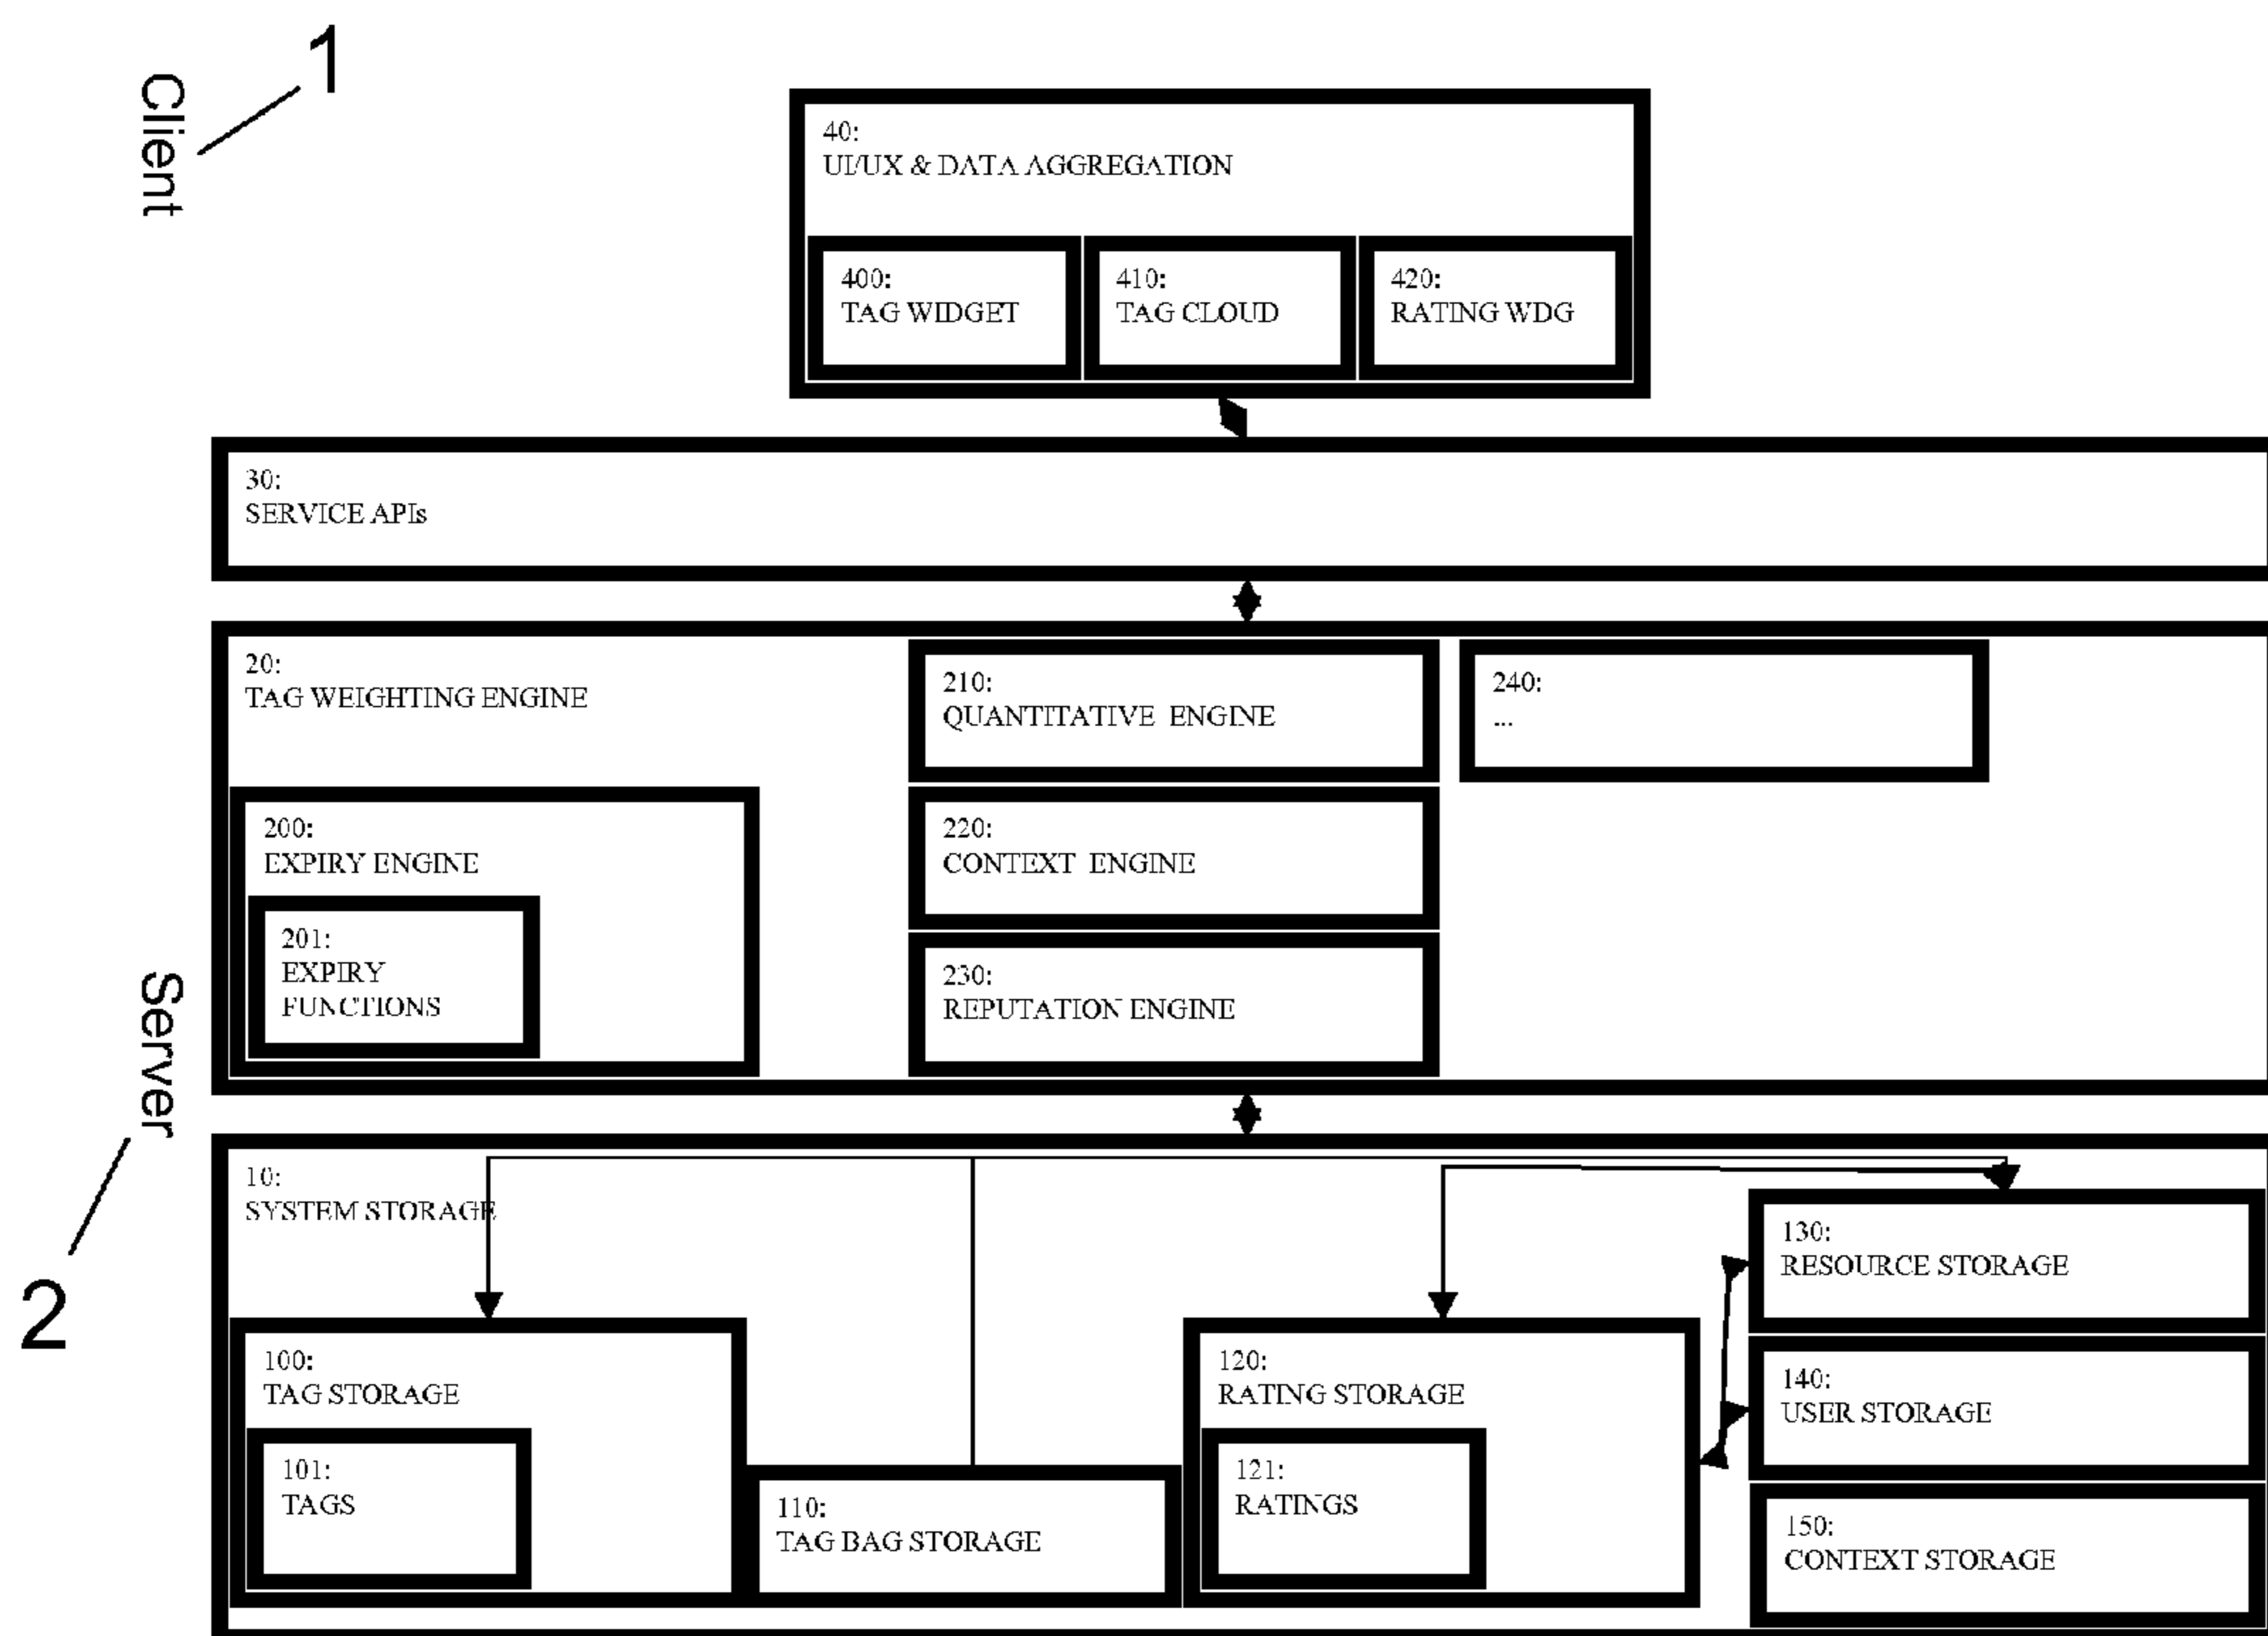 1
Client
40:
UI/UX & DATA AGGREGATION
400:
TAG WIDGET
410:
TAG CLOUD
420:
RATING WDG
30:
SERVICE APIs
20:
TAG WEIGHTING ENGINE
210:
QUANTITATIVE ENGINE
240:
...
200:
EXPIRY ENGINE
220:
CONTEXT ENGINE
201:
EXPIRY
FUNCTIONS
230:
REPUTATION ENGINE
Server
2
10:
SYSTEM STORAGE
130:
RESOURCE STORAGE
100:
TAG STORAGE
120:
RATING STORAGE
140:
USER STORAGE
101:
TAGS
110:
TAG BAG STORAGE
121:
RATINGS
150:
CONTEXT STORAGE